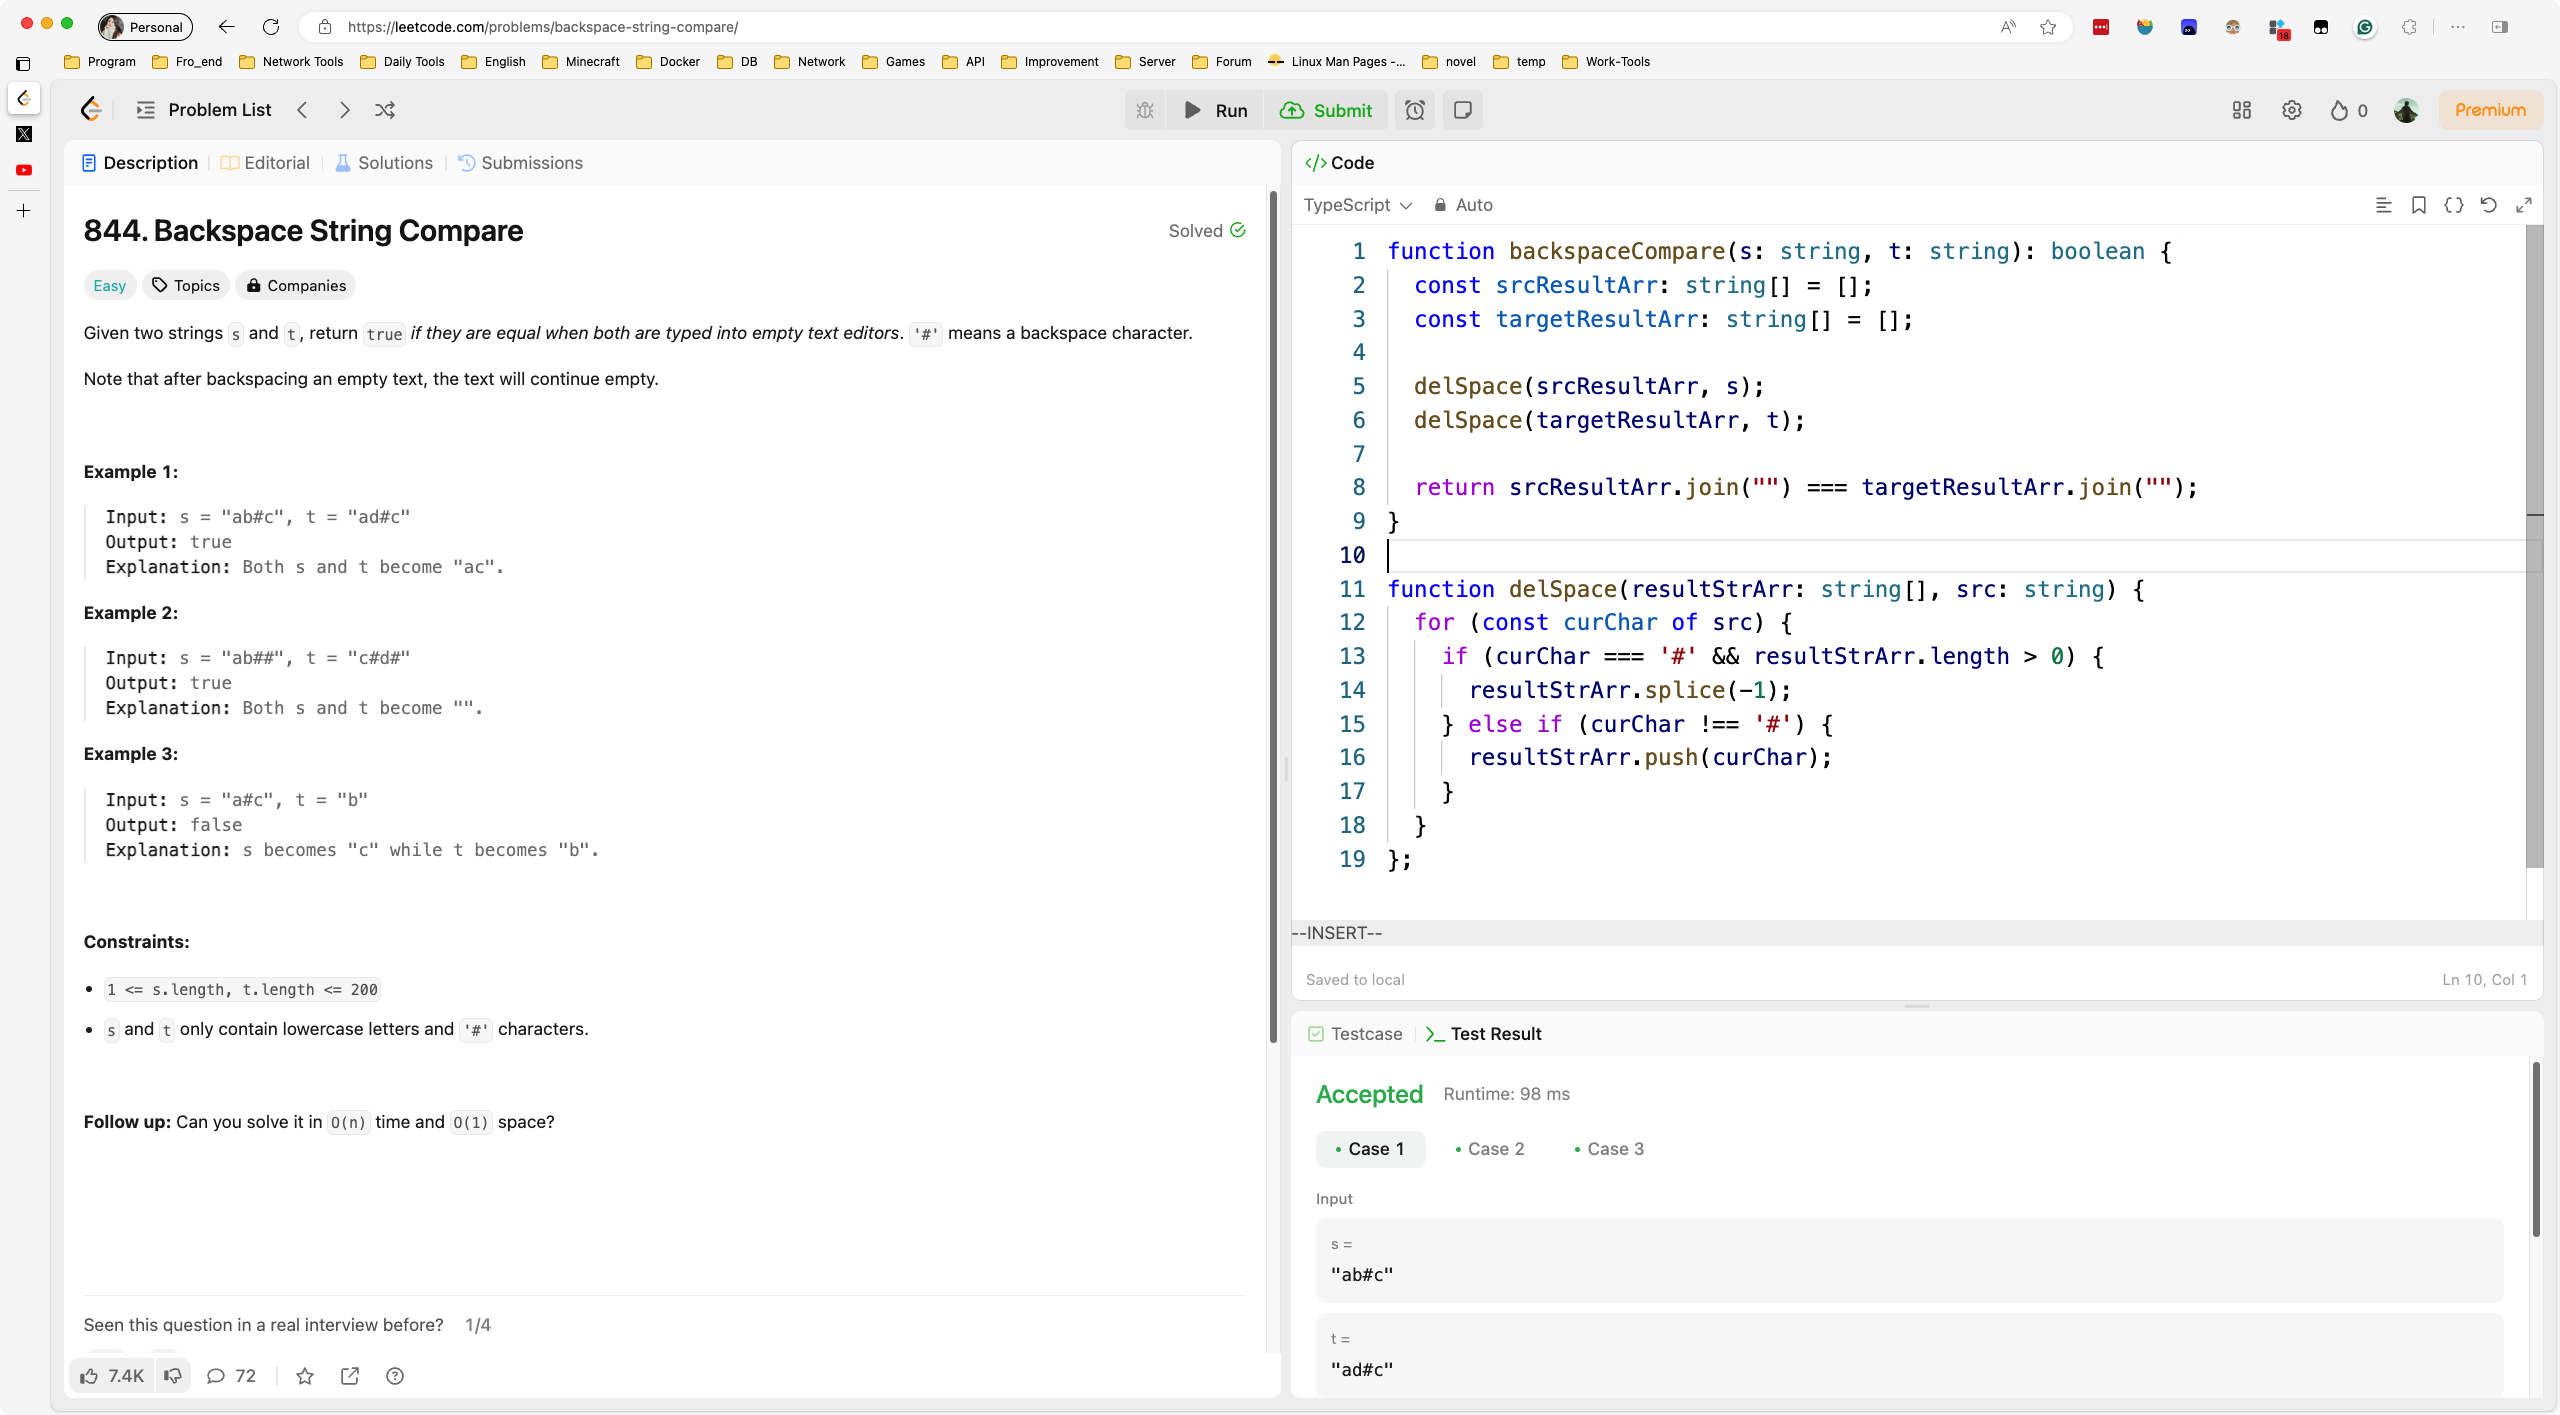 Personal
https://leetcode.com/problems/backspace-string-compare/
18
Program Fro_end Network Tools Daily Tools English Minecraft Docker DB Network Games API Improvement Server Forum Linux Man Pages -... novel temp Work-Tools
Problem List
Run Submit
0
Premium
Description Editorial Solutions Submissions
844. Backspace String Compare
Solved
Easy Topics Companies
Given two strings s and t, return true if they are equal when both are typed into empty text editors. '#' means a backspace character.
Note that after backspacing an empty text, the text will continue empty.
Example 1:
Input: s = "ab#c", t = "ad#c"
Output: true
Explanation: Both s and t become "ac".
Example 2:
Input: s = "ab##", t = "c#d#"
Output: true
Explanation: Both s and t become "".
Example 3:
Input: s = "a#c", t = "b"
Output: false
Explanation: s becomes "c" while t becomes "b".
Constraints:
1 <= s.length, t.length <= 200
s and t only contain lowercase letters and '#' characters.
Follow up: Can you solve it in O(n) time and O(1) space?
Seen this question in a real interview before? 1/4
7.4K 72
</> Code
TypeScript Auto
1 function backspaceCompare(s: string, t: string): boolean {
2 const srcResultArr: string[] = [];
3 const targetResultArr: string[] = [];
4
5 delSpace(srcResultArr, s);
6 delSpace(targetResultArr, t);
7
8 return srcResultArr.join("") === targetResultArr.join("");
9 }
10
11 function delSpace(resultStrArr: string[], src: string) {
12 for (const curChar of src) {
13 if (curChar === '#' && resultStrArr.length > 0) {
14 resultStrArr.splice(-1);
15 } else if (curChar !== '#') {
16 resultStrArr.push(curChar);
17 }
18 }
19 };
--INSERT--
Saved to local
Ln 10, Col 1
Testcase Test Result
Accepted Runtime: 98 ms
Case 1 Case 2 Case 3
Input
s =
"ab#c"
t =
"ad#c"